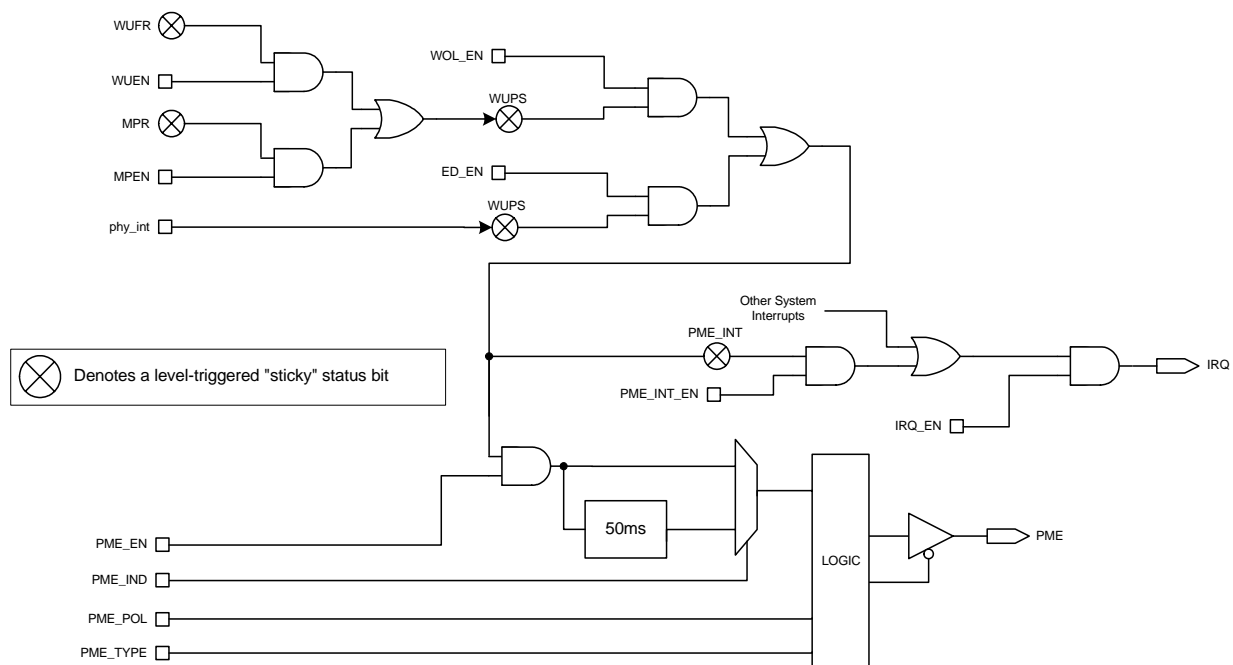 WUFR
WUEN
MPR
MPEN
phy_int
WOL_EN
WUPS
ED_EN
WUPS
Other System
Interrupts
PME_INT
PME_INT_EN
IRQ
IRQ_EN
Denotes a level-triggered "sticky" status bit
50ms
LOGIC
PME
PME_EN
PME_IND
PME_POL
PME_TYPE